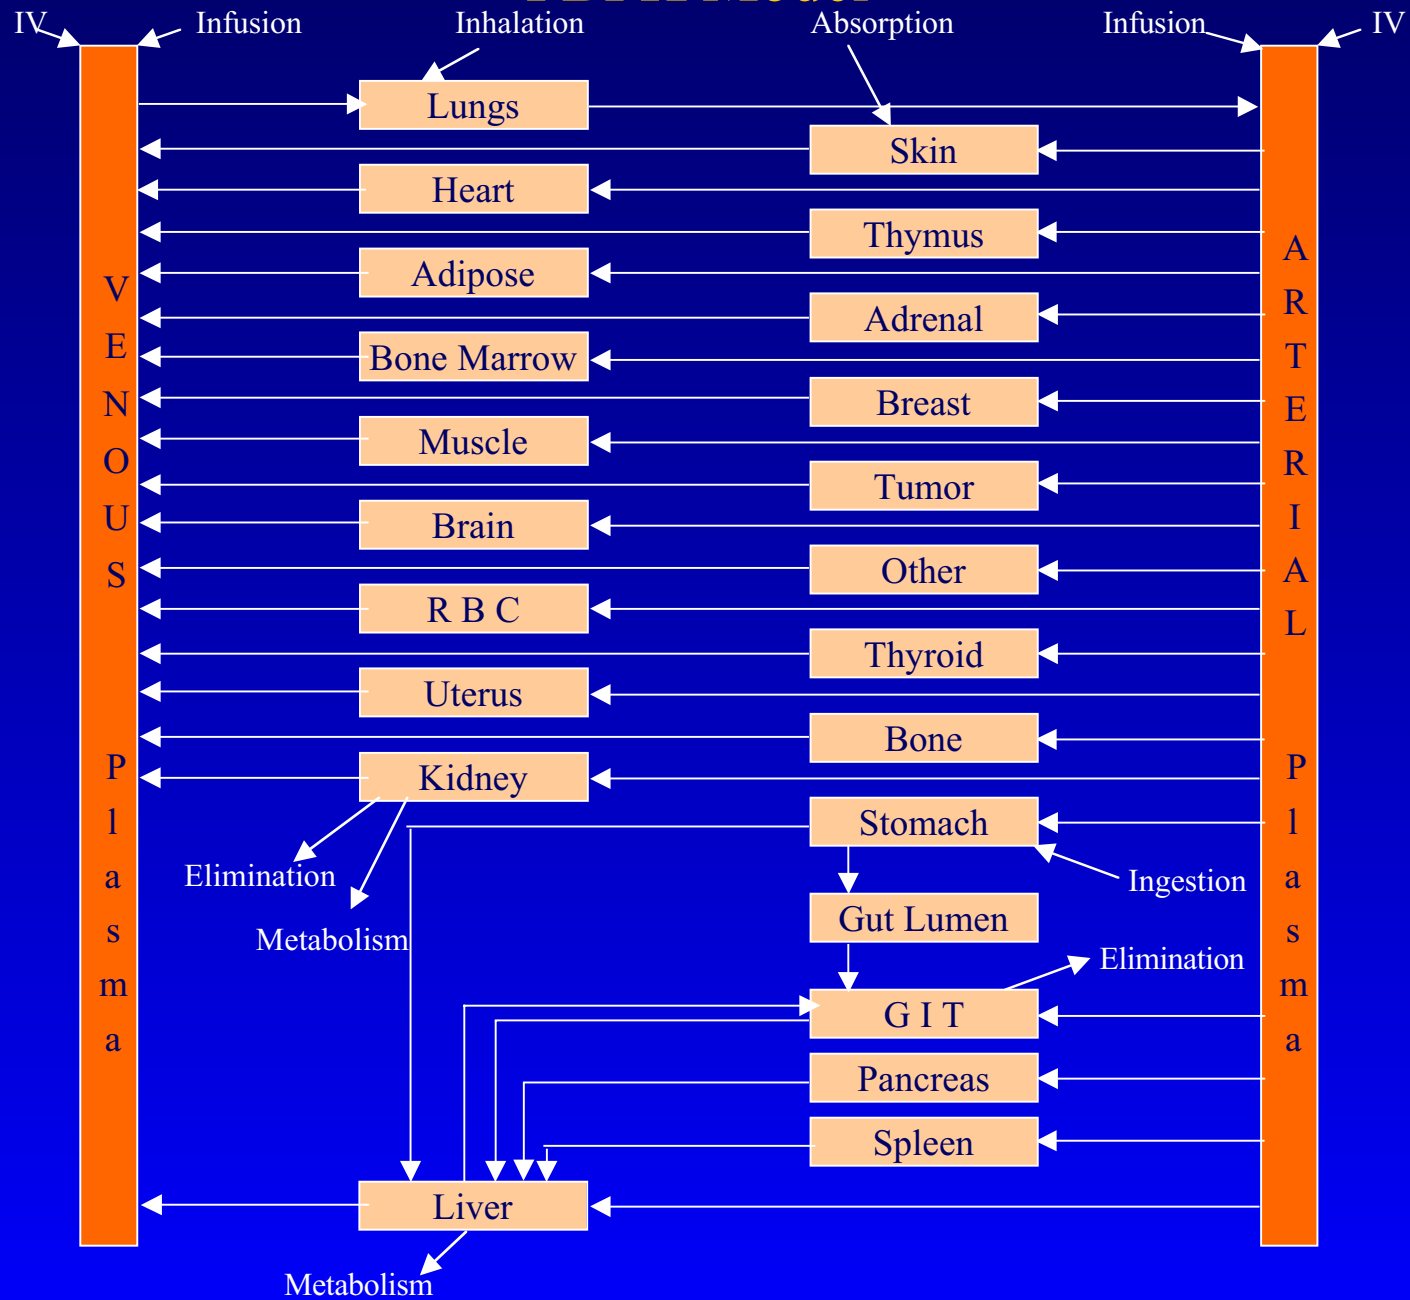 IV Infusion Inhalation Absorption Infusion IV
Lungs
Skin
Heart
Thymus
Adipose
Adrenal
Bone Marrow
Breast
Muscle
Tumor
Brain
Other
R B C
Thyroid
Uterus
Bone
Kidney
Stomach
Elimination
Ingestion
Gut Lumen
Metabolism
Elimination
G I T
Pancreas
Spleen
Liver
Metabolism
VENOUS Plasma
ARTERIAL Plasma